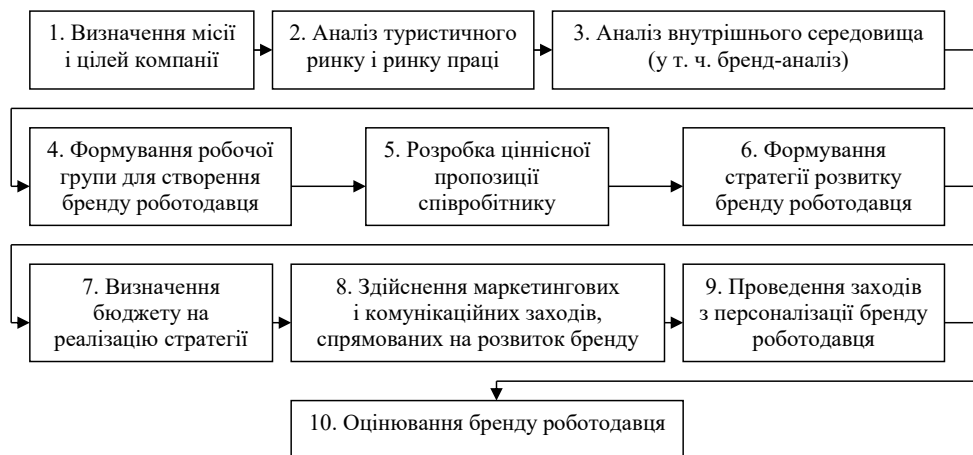 1. Визначення місії
і цілей компанії
2. Аналіз туристичного
ринку і ринку праці
3. Аналіз внутрішнього середовища
(у т. ч. бренд-аналіз)
4. Формування робочої
групи для створення
бренду роботодавця
5. Розробка ціннісної
пропозиції
співробітнику
6. Формування
стратегії розвитку
бренду роботодавця
7. Визначення
бюджету на
реалізацію стратегії
8. Здійснення маркетингових
і комунікаційних заходів,
спрямованих на розвиток бренду
9. Проведення заходів
з персоналізації бренду
роботодавця
10. Оцінювання бренду роботодавця